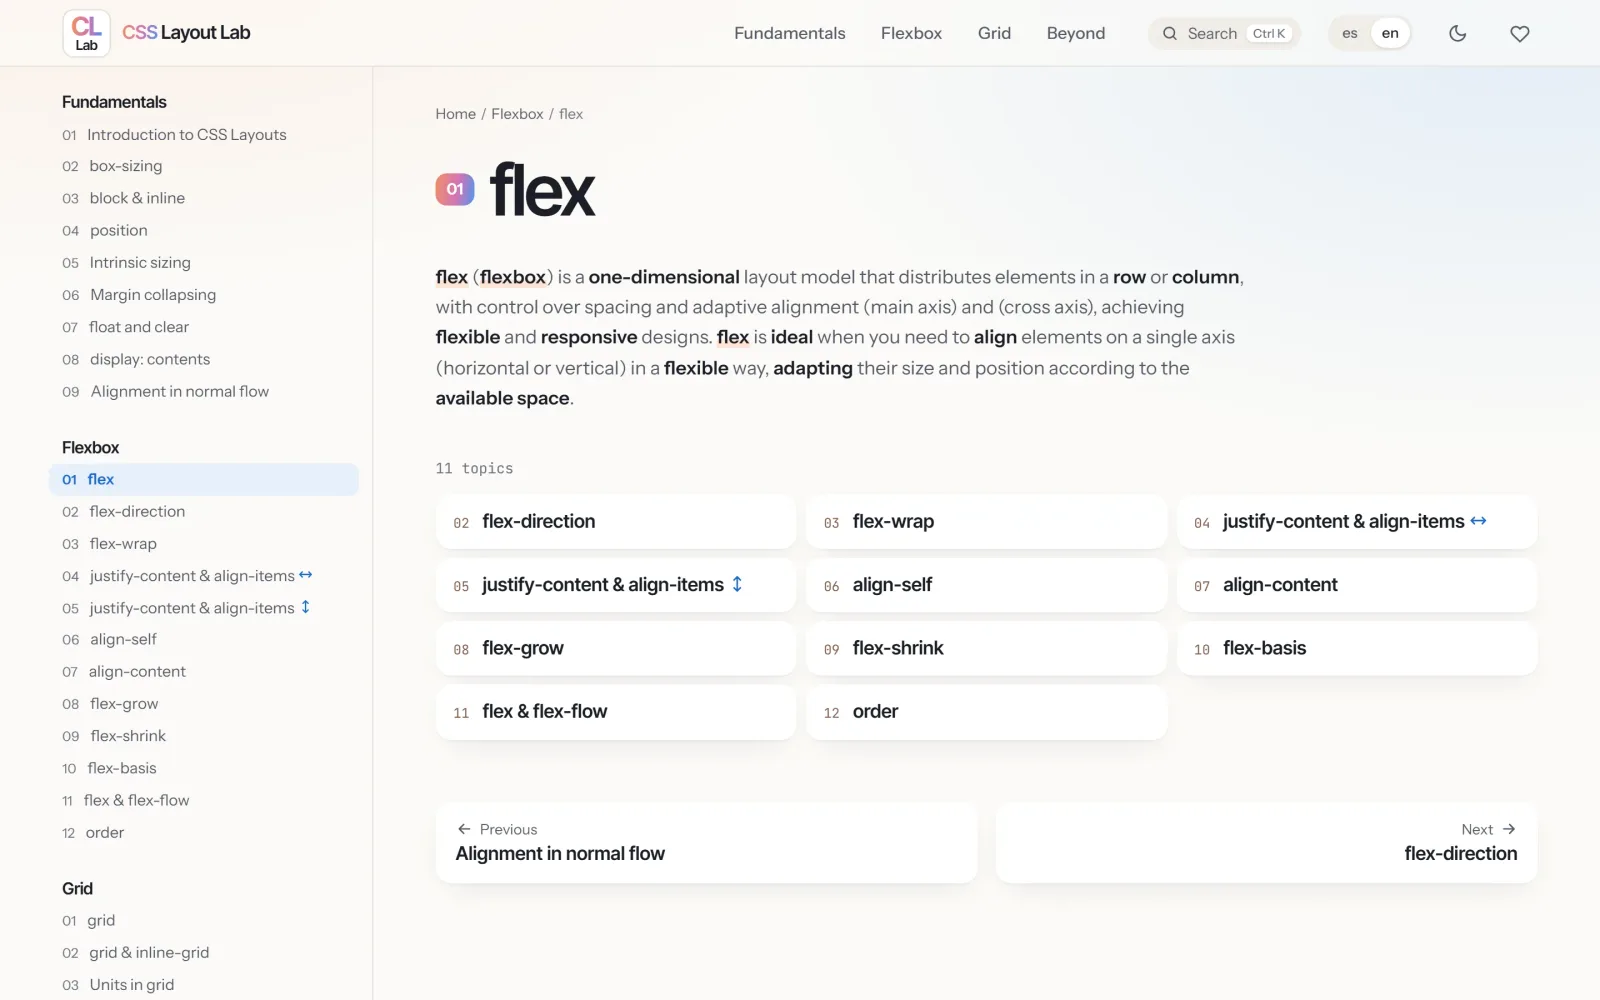 CL
Lab
CSS Layout Lab
Fundamentals
Flexbox
Grid
Beyond
Search Ctrl K
es
en
Fundamentals
01 Introduction to CSS Layouts
02 box-sizing
03 block & inline
04 position
05 Intrinsic sizing
06 Margin collapsing
07 float and clear
08 display: contents
09 Alignment in normal flow
Flexbox
01 flex
02 flex-direction
03 flex-wrap
04 justify-content & align-items ↔
05 justify-content & align-items ↕
06 align-self
07 align-content
08 flex-grow
09 flex-shrink
10 flex-basis
11 flex & flex-flow
12 order
Grid
01 grid
02 grid & inline-grid
03 Units in grid
Home / Flexbox / flex
01 flex
flex (flexbox) is a one-dimensional layout model that distributes elements in a row or column,
with control over spacing and adaptive alignment (main axis) and (cross axis), achieving
flexible and responsive designs. flex is ideal when you need to align elements on a single axis
(horizontal or vertical) in a flexible way, adapting their size and position according to the
available space.
11 topics
02 flex-direction
03 flex-wrap
04 justify-content & align-items ↔
05 justify-content & align-items ↕
06 align-self
07 align-content
08 flex-grow
09 flex-shrink
10 flex-basis
11 flex & flex-flow
12 order
← Previous
Alignment in normal flow
Next →
flex-direction